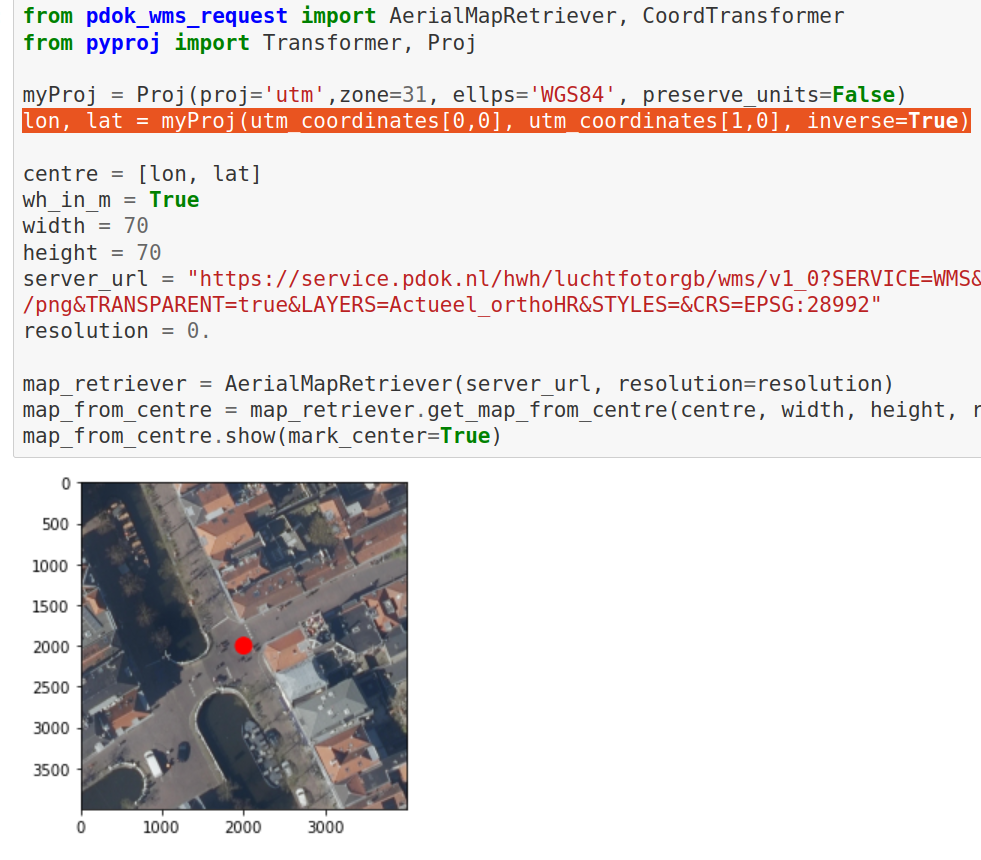 from pdok_wms_request import AerialMapRetriever, CoordTransformer
from pyproj import Transformer, Proj
myProj = Proj(proj='utm',zone=31, ellps='WGS84', preserve_units=False)
lon, lat = myProj(utm_coordinates[0,0], utm_coordinates[1,0], inverse=True)
centre = [lon, lat]
wh_in_m = True
width = 70
height = 70
server_url = "https://service.pdok.nl/hwh/luchtfotorgb/wms/v1_0?SERVICE=WMS&
/png&TRANSPARENT=true&LAYERS=Actueel_orthoHR&STYLES=&CRS=EPSG:28992"
resolution = 0.
map_retriever = AerialMapRetriever(server_url, resolution=resolution)
map_from_centre = map_retriever.get_map_from_centre(centre, width, height, r
map_from_centre.show(mark_center=True)
0
500
1000
1500
2000
2500
3000
3500
0 1000 2000 3000